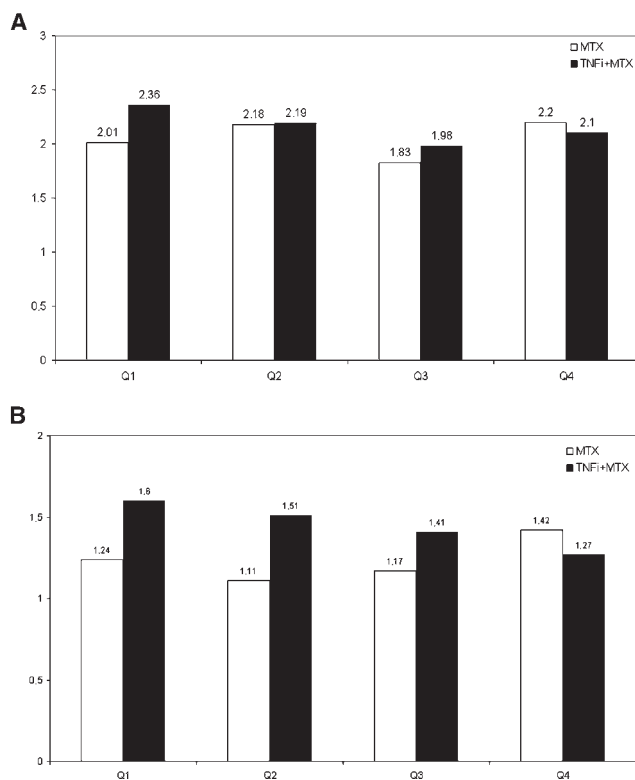 A
3
MTX
TNFi+MTX
2.5
2.36
2.18
2.19
2.2
2.1
2.01
1.98
1.83
2
1.5
1
0.5
0
Q1
Q2
Q3
Q4
B
2
MTX
TNFi+MTX
1,6
1,51
1,5
1,41
1,42
1,24
1,27
1,11
1,17
1
0,5
0
Q1
Q2
Q3
Q4